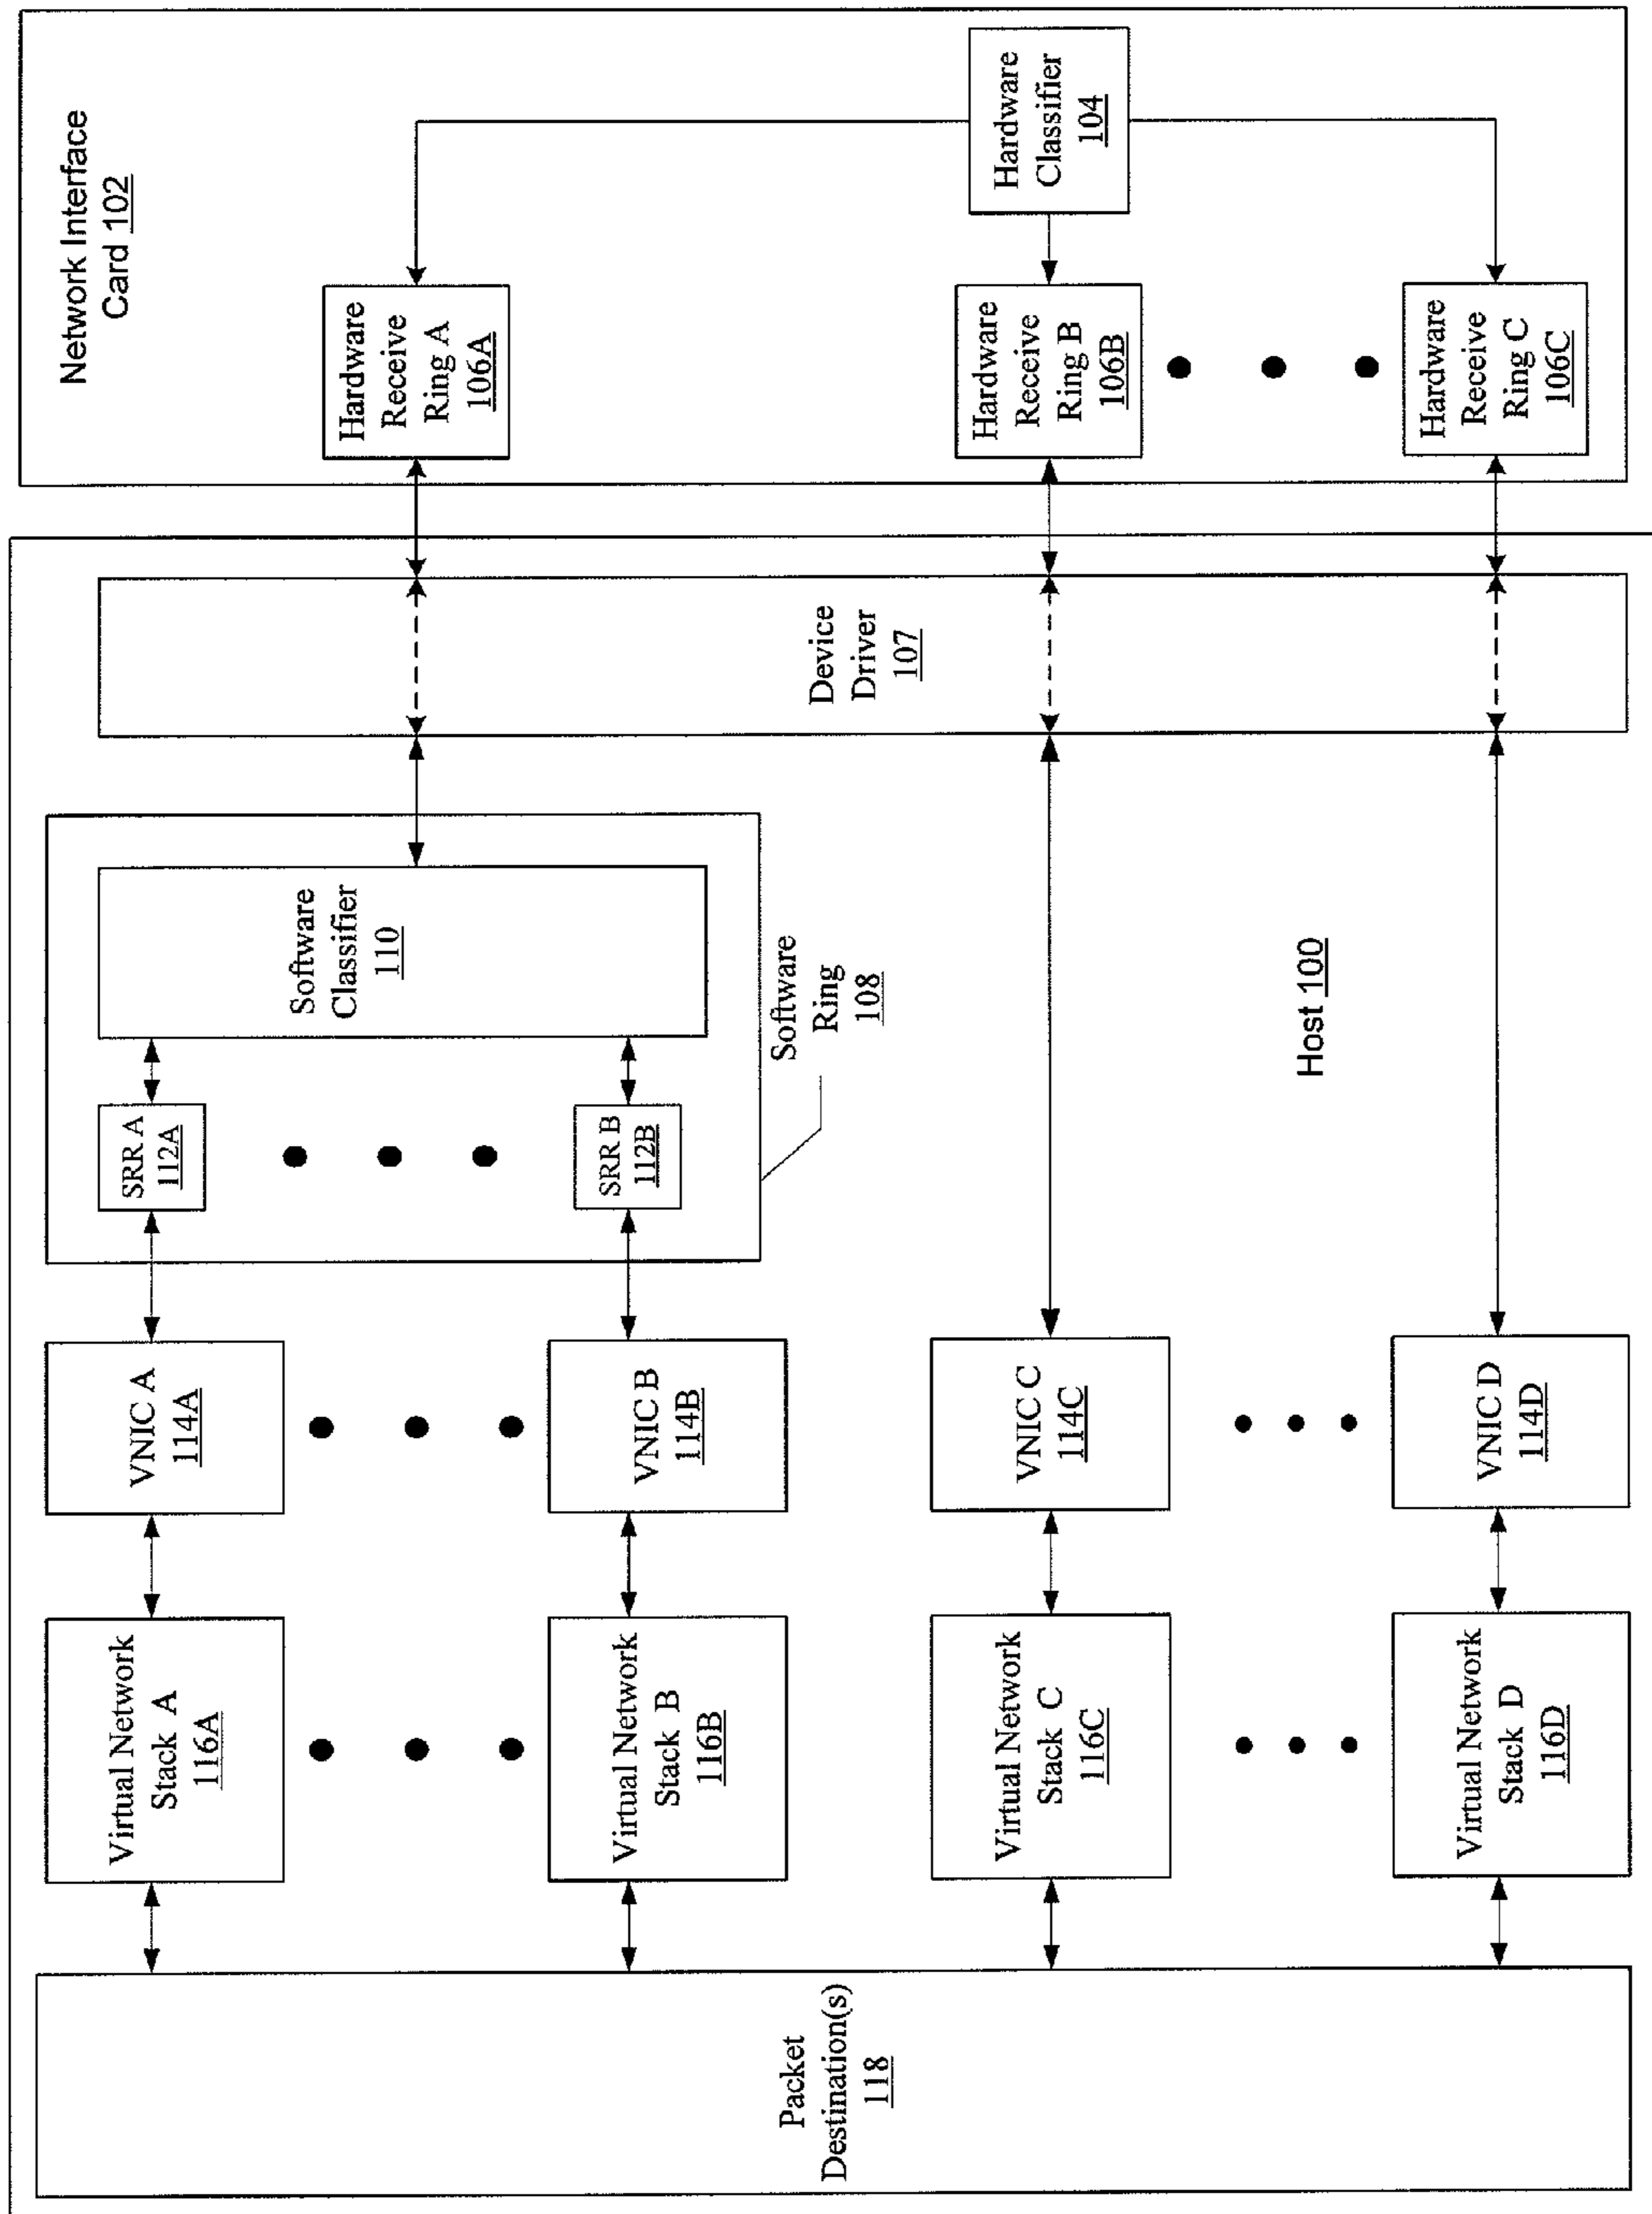 Packet
Destination(s)
118
Virtual Network
Stack A
116A
Virtual Network
Stack B
116B
Virtual Network
Stack C
116C
Virtual Network
Stack D
116D
VNIC A
114A
VNIC B
114B
VNIC C
114C
VNIC D
114D
SRR A
112A
SRR B
112B
Software
Classifier
110
Software
Ring
108
Host 100
Device
Driver
107
Network Interface
Card 102
Hardware
Receive
Ring A
106A
Hardware
Receive
Ring B
106B
Hardware
Receive
Ring C
106C
Hardware
Classifier
104